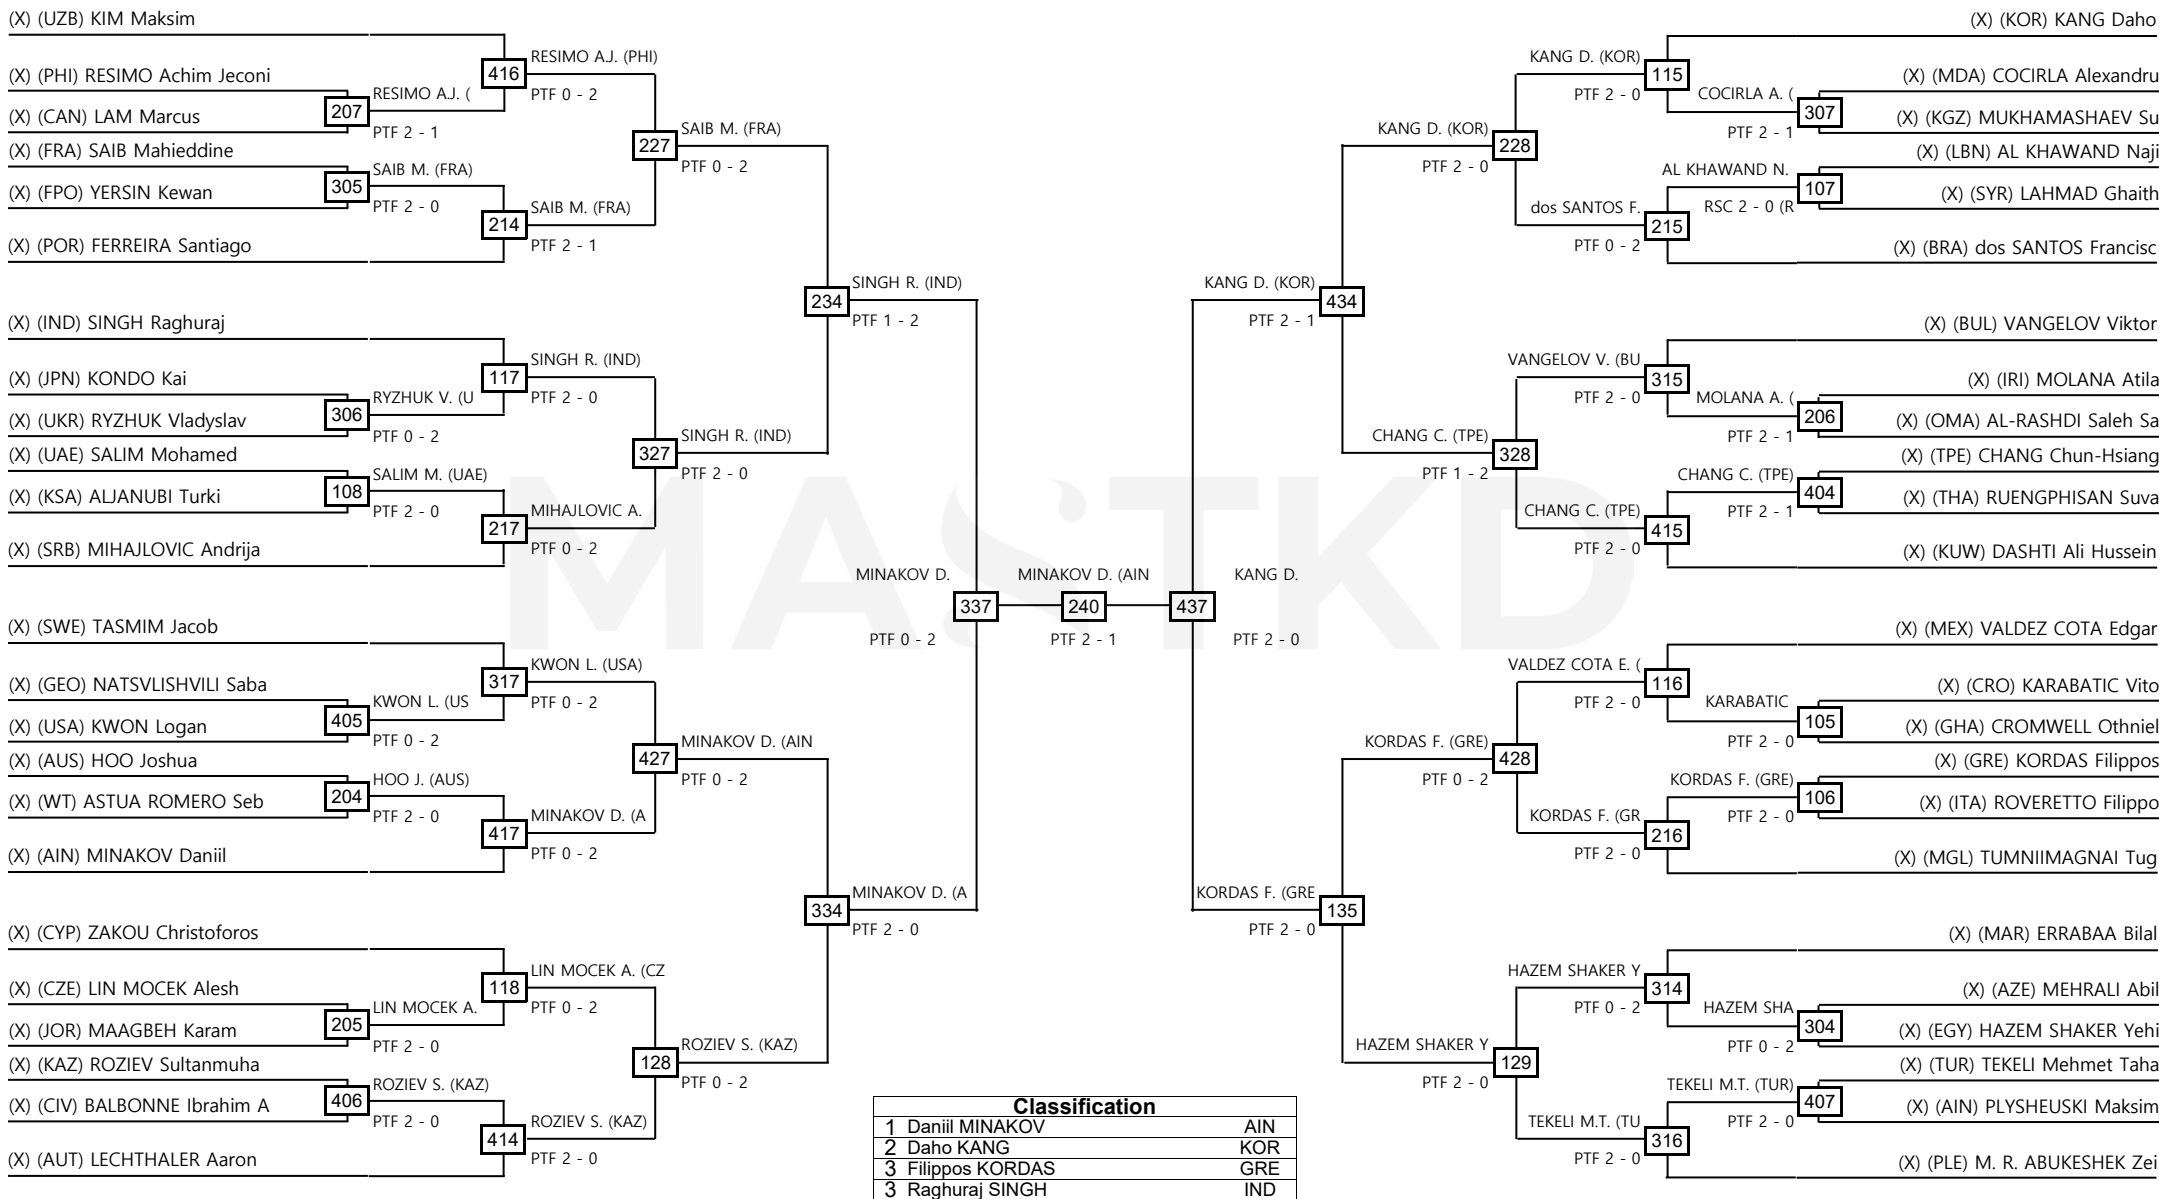 (X) (UZB) KIM Maksim
(X) (PHI) RESIMO Achim Jeconi
(X) (CAN) LAM Marcus
(X) (FRA) SAIB Mahieddine
(X) (FPO) YERSIN Kewan
(X) (POR) FERREIRA Santiago
(X) (IND) SINGH Raghuraj
(X) (JPN) KONDO Kai
(X) (UKR) RYZHUK Vladyslav
(X) (UAE) SALIM Mohamed
(X) (KSA) ALJANUBI Turki
(X) (SRB) MIHAJLOVIC Andrija
(X) (SWE) TASMIM Jacob
(X) (GEO) NATSVLISHVILI Saba
(X) (USA) KWON Logan
(X) (AUS) HOO Joshua
(X) (WT) ASTUA ROMERO Seb
(X) (AIN) MINAKOV Daniil
(X) (CYP) ZAKOU Christoforos
(X) (CZE) LIN MOCEK Alesh
(X) (JOR) MAAGBEH Karam
(X) (KAZ) ROZIEV Sultanmuha
(X) (CIV) BALBONNE Ibrahim A
(X) (AUT) LECHTHALER Aaron
207
RESIMO A.J. (
PTF 2 - 1
305
SAIB M. (FRA)
PTF 2 - 0
306
RYZHUK V. (U
PTF 0 - 2
108
SALIM M. (UAE)
PTF 2 - 0
405
KWON L. (US
PTF 0 - 2
204
HOO J. (AUS)
PTF 2 - 0
205
LIN MOCEK A.
PTF 2 - 0
406
ROZIEV S. (KAZ)
PTF 2 - 0
416
RESIMO A.J. (PHI)
PTF 0 - 2
214
SAIB M. (FRA)
PTF 2 - 1
117
SINGH R. (IND)
PTF 2 - 0
217
MIHAJLOVIC A.
PTF 0 - 2
317
KWON L. (USA)
PTF 0 - 2
417
MINAKOV D. (A
PTF 0 - 2
118
LIN MOCEK A. (CZ
PTF 0 - 2
414
ROZIEV S. (KAZ)
PTF 2 - 0
227
SAIB M. (FRA)
PTF 0 - 2
327
SINGH R. (IND)
PTF 2 - 0
427
MINAKOV D. (AIN
PTF 0 - 2
128
ROZIEV S. (KAZ)
PTF 0 - 2
234
SINGH R. (IND)
PTF 1 - 2
334
MINAKOV D. (A
PTF 2 - 0
MINAKOV D.
337
PTF 0 - 2
MINAKOV D. (AIN
240
PTF 2 - 1
KANG D.
437
PTF 2 - 0
MASTKD
KANG D. (KOR)
434
PTF 2 - 1
KORDAS F. (GRE
135
PTF 2 - 0
KANG D. (KOR)
228
PTF 2 - 0
CHANG C. (TPE)
328
PTF 1 - 2
KORDAS F. (GRE)
428
PTF 0 - 2
HAZEM SHAKER Y
129
PTF 2 - 0
KANG D. (KOR)
115
PTF 2 - 0
dos SANTOS F.
215
PTF 0 - 2
VANGELOV V. (BU
315
PTF 2 - 0
CHANG C. (TPE)
415
PTF 2 - 0
VALDEZ COTA E. (
116
PTF 2 - 0
KORDAS F. (GR
216
PTF 2 - 0
HAZEM SHAKER Y
314
PTF 0 - 2
TEKELI M.T. (TU
316
PTF 2 - 0
COCIRLA A. (
307
PTF 2 - 1
AL KHAWAND N.
107
RSC 2 - 0 (R
MOLANA A. (
206
PTF 2 - 1
CHANG C. (TPE)
404
PTF 2 - 1
KARABATIC
105
PTF 2 - 0
KORDAS F. (GRE)
106
PTF 2 - 0
HAZEM SHA
304
PTF 0 - 2
TEKELI M.T. (TUR)
407
PTF 2 - 0
(X) (KOR) KANG Daho
(X) (MDA) COCIRLA Alexandru
(X) (KGZ) MUKHAMASHAEV Su
(X) (LBN) AL KHAWAND Naji
(X) (SYR) LAHMAD Ghaith
(X) (BRA) dos SANTOS Francisc
(X) (BUL) VANGELOV Viktor
(X) (IRI) MOLANA Atila
(X) (OMA) AL-RASHDI Saleh Sa
(X) (TPE) CHANG Chun-Hsiang
(X) (THA) RUENGPHISAN Suva
(X) (KUW) DASHTI Ali Hussein
(X) (MEX) VALDEZ COTA Edgar
(X) (CRO) KARABATIC Vito
(X) (GHA) CROMWELL Othniel
(X) (GRE) KORDAS Filippos
(X) (ITA) ROVERETTO Filippo
(X) (MGL) TUMNIIMAGNAI Tug
(X) (MAR) ERRABAA Bilal
(X) (AZE) MEHRALI Abil
(X) (EGY) HAZEM SHAKER Yehi
(X) (TUR) TEKELI Mehmet Taha
(X) (AIN) PLYSHEUSKI Maksim
(X) (PLE) M. R. ABUKESHEK Zei
Classification
1 Daniil MINAKOV AIN
2 Daho KANG KOR
3 Filippos KORDAS GRE
3 Raghuraj SINGH IND